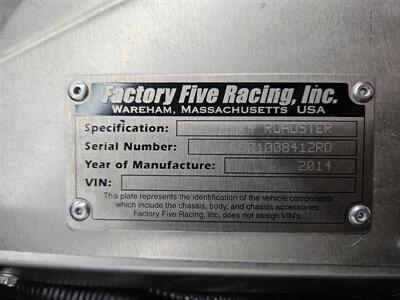 Factory Five Racing, Inc.
Wareham, Massachusetts USA
Specification: ROADSTER
Serial Number: F5R1008412RD
Year of Manufacture: 2014
VIN:
This plate represents the identification of the vehicle components
which include the chassis, body, and chassis accessories.
Factory Five Racing, Inc. does not assign VIN's.